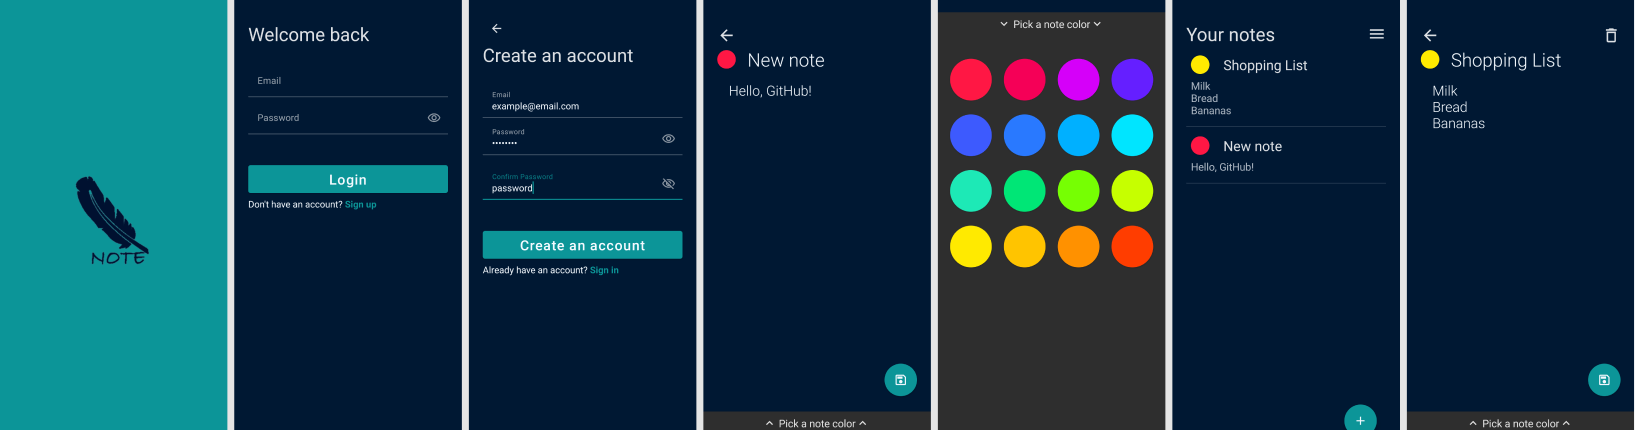 NOTE
Welcome back
Email
Password
Login
Don't have an account? Sign up
Create an account
Email
example@email.com
Password
••••••••
Confirm Password
password
Create an account
Already have an account? Sign in
New note
Hello, GitHub!
Pick a note color
Pick a note color
Your notes
Shopping List
Milk
Bread
Bananas
New note
Hello, GitHub!
Shopping List
Milk
Bread
Bananas
Pick a note color